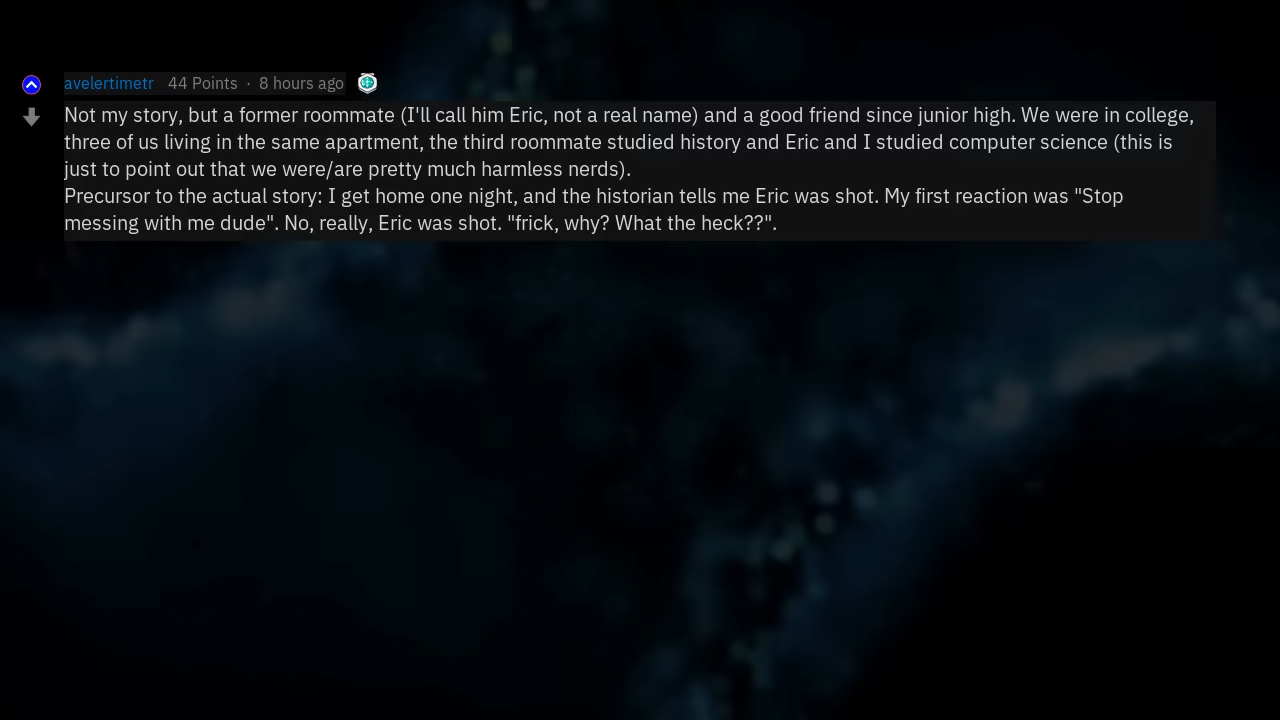 avelertimetr 44 Points · 8 hours ago
Not my story, but a former roommate (I'll call him Eric, not a real name) and a good friend since junior high. We were in college,
three of us living in the same apartment, the third roommate studied history and Eric and I studied computer science (this is
just to point out that we were/are pretty much harmless nerds).
Precursor to the actual story: I get home one night, and the historian tells me Eric was shot. My first reaction was "Stop
messing with me dude". No, really, Eric was shot. "frick, why? What the heck??".